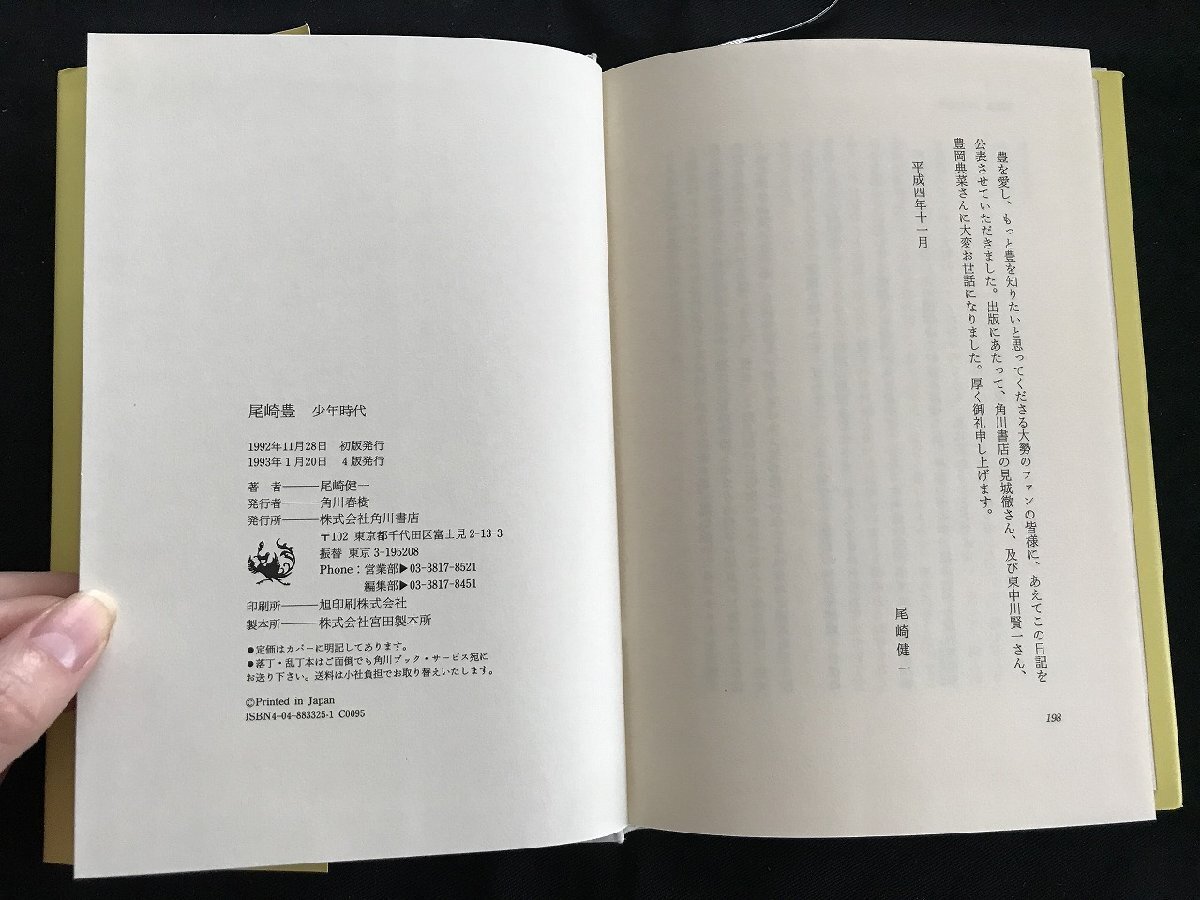 豊を愛し、もっと豊を知りたいと思ってくださる大勢のファンの皆様に、あえてこの日記を
公表させていただきました。出版にあたって、角川書店の見城徹さん、及び東中川賢一さん、
豊岡典菜さんに大変お世話になりました。厚く御礼申し上げます。
平成四年十一月
尾崎健一
198
尾崎豊 少年時代
1992年11月28日 初版発行
1993年1月20日 4版発行
著者――尾崎健一
発行者――角川春樹
発行所――株式会社角川書店
〒102 東京都千代田区富士見2-13-3
振替 東京3-195208
Phone:営業部▶03-3817-8521
編集部▶03-3817-8451
印刷所――旭印刷株式会社
製本所――株式会社宮田製本所
●定価はカバーに明記してあります。
●落丁・乱丁本はご面倒でも角川ブック・サービス宛に
お送り下さい。送料は小社負担でお取り替えいたします。
©Printed in Japan
ISBN4-04-883325-1 C0095